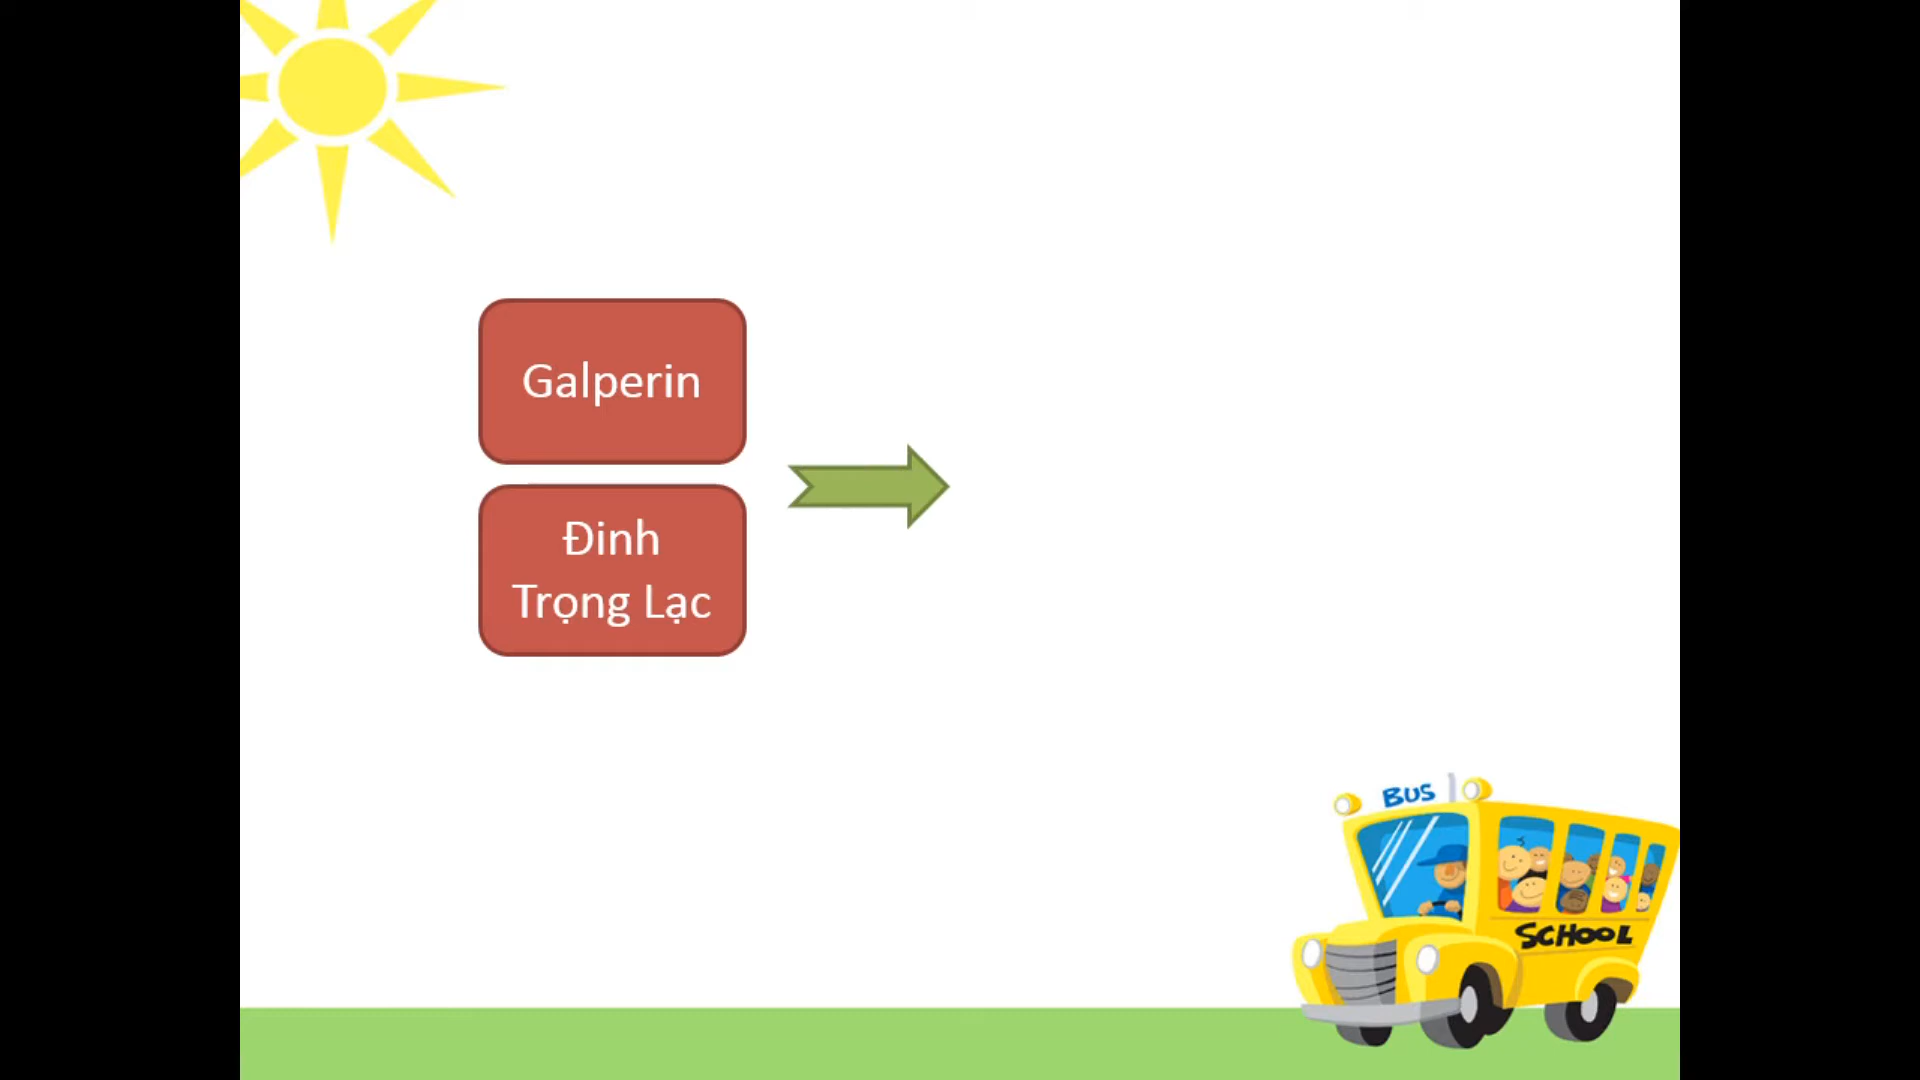 Galperin
Đinh
Trọng Lạc
BUS
SCHOOL